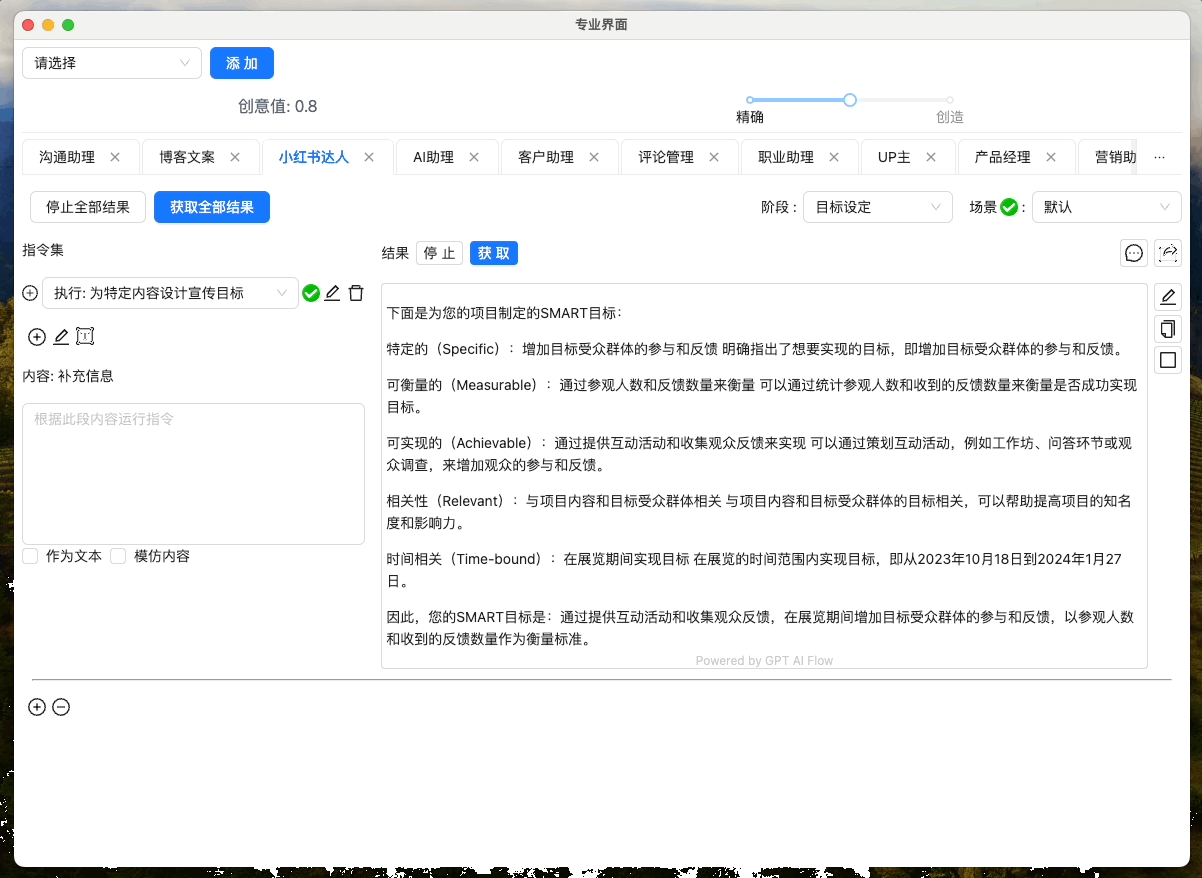 专业界面
请选择
添 加
创意值: 0.8
精确
创造
沟通助理
博客文案
小红书达人
AI助理
客户助理
评论管理
职业助理
UP主
产品经理
营销助
停止全部结果
获取全部结果
阶段 :
目标设定
场景 :
默认
指令集
结果
停 止
获 取
执行: 为特定内容设计宣传目标
内容: 补充信息
根据此段内容运行指令
作为文本
模仿内容
下面是为您的项目制定的SMART目标：
特定的（Specific）：增加目标受众群体的参与和反馈 明确指出了想要实现的目标，即增加目标受众群体的参与和反馈。
可衡量的（Measurable）：通过参观人数和反馈数量来衡量 可以通过统计参观人数和收到的反馈数量来衡量是否成功实现
目标。
可实现的（Achievable）：通过提供互动活动和收集观众反馈来实现 可以通过策划互动活动，例如工作坊、问答环节或观
众调查，来增加观众的参与和反馈。
相关性（Relevant）：与项目内容和目标受众群体相关 与项目内容和目标受众群体的目标相关，可以帮助提高项目的知名
度和影响力。
时间相关（Time-bound）：在展览期间实现目标 在展览的时间范围内实现目标，即从2023年10月18日到2024年1月27
日。
因此，您的SMART目标是：通过提供互动活动和收集观众反馈，在展览期间增加目标受众群体的参与和反馈，以参观人数
和收到的反馈数量作为衡量标准。
Powered by GPT AI Flow